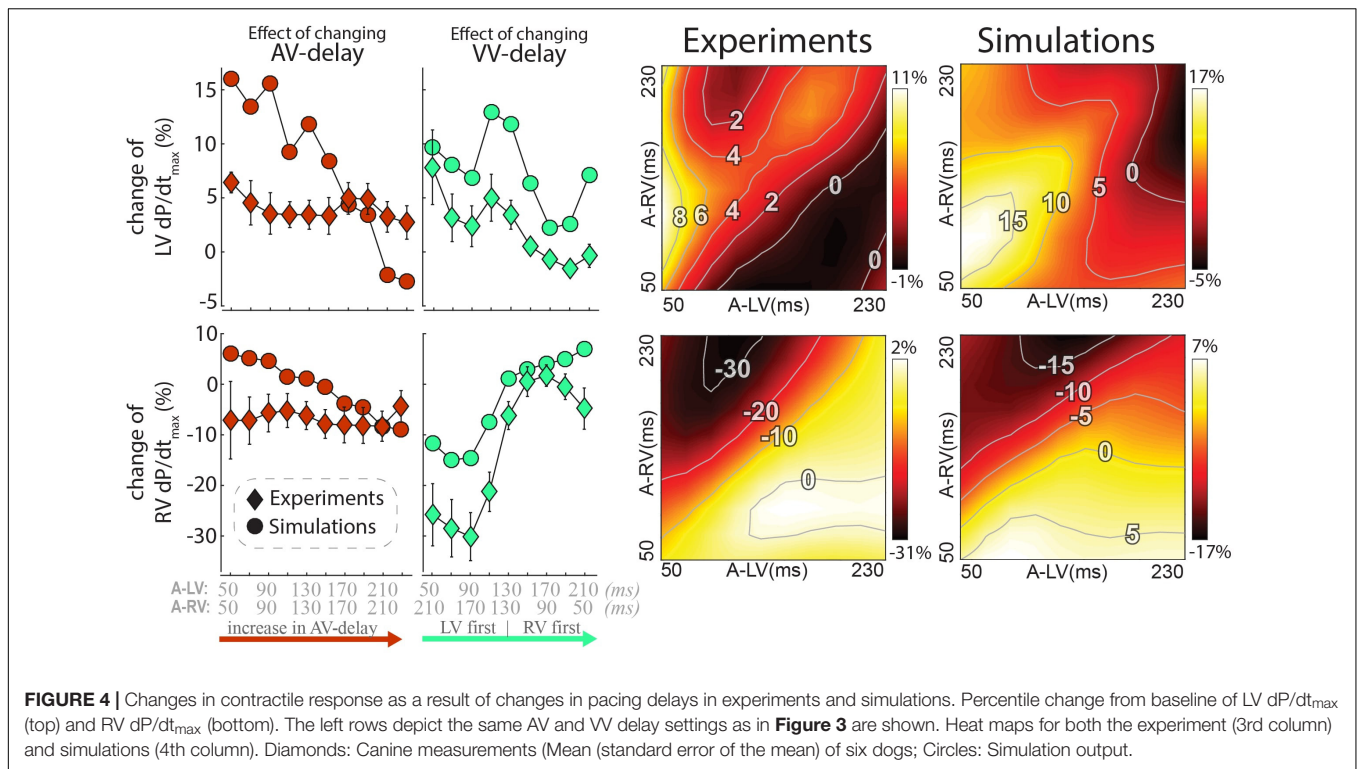 Effect of changing
AV-delay
Effect of changing
VV-delay
Experiments
Simulations
change of
LV dP/dtmax (%)
15
10
5
0
-5
A-RV(ms)
230
50
2
4
8 6 4 2 0
0
50 A-LV(ms) 230
11%
-1%
A-RV(ms)
230
50
0
5
10
15
50 A-LV(ms) 230
17%
-5%
change of
RV dP/dtmax (%)
10
0
-10
-20
-30
Experiments
Simulations
A-RV(ms)
230
50
-30
-20
-10
0
50 A-LV(ms) 230
2%
-31%
A-RV(ms)
230
50
-15
-10
-5
0
5
50 A-LV(ms) 230
7%
-17%
A-LV: 50 90 130 170 210 50 90 130 170 210 (ms)
A-RV: 50 90 130 170 210 210 170 130 90 50 (ms)
increase in AV-delay
LV first | RV first
FIGURE 4 | Changes in contractile response as a result of changes in pacing delays in experiments and simulations. Percentile change from baseline of LV dP/dtmax
(top) and RV dP/dtmax (bottom). The left rows depict the same AV and VV delay settings as in Figure 3 are shown. Heat maps for both the experiment (3rd column)
and simulations (4th column). Diamonds: Canine measurements (Mean (standard error of the mean) of six dogs; Circles: Simulation output.